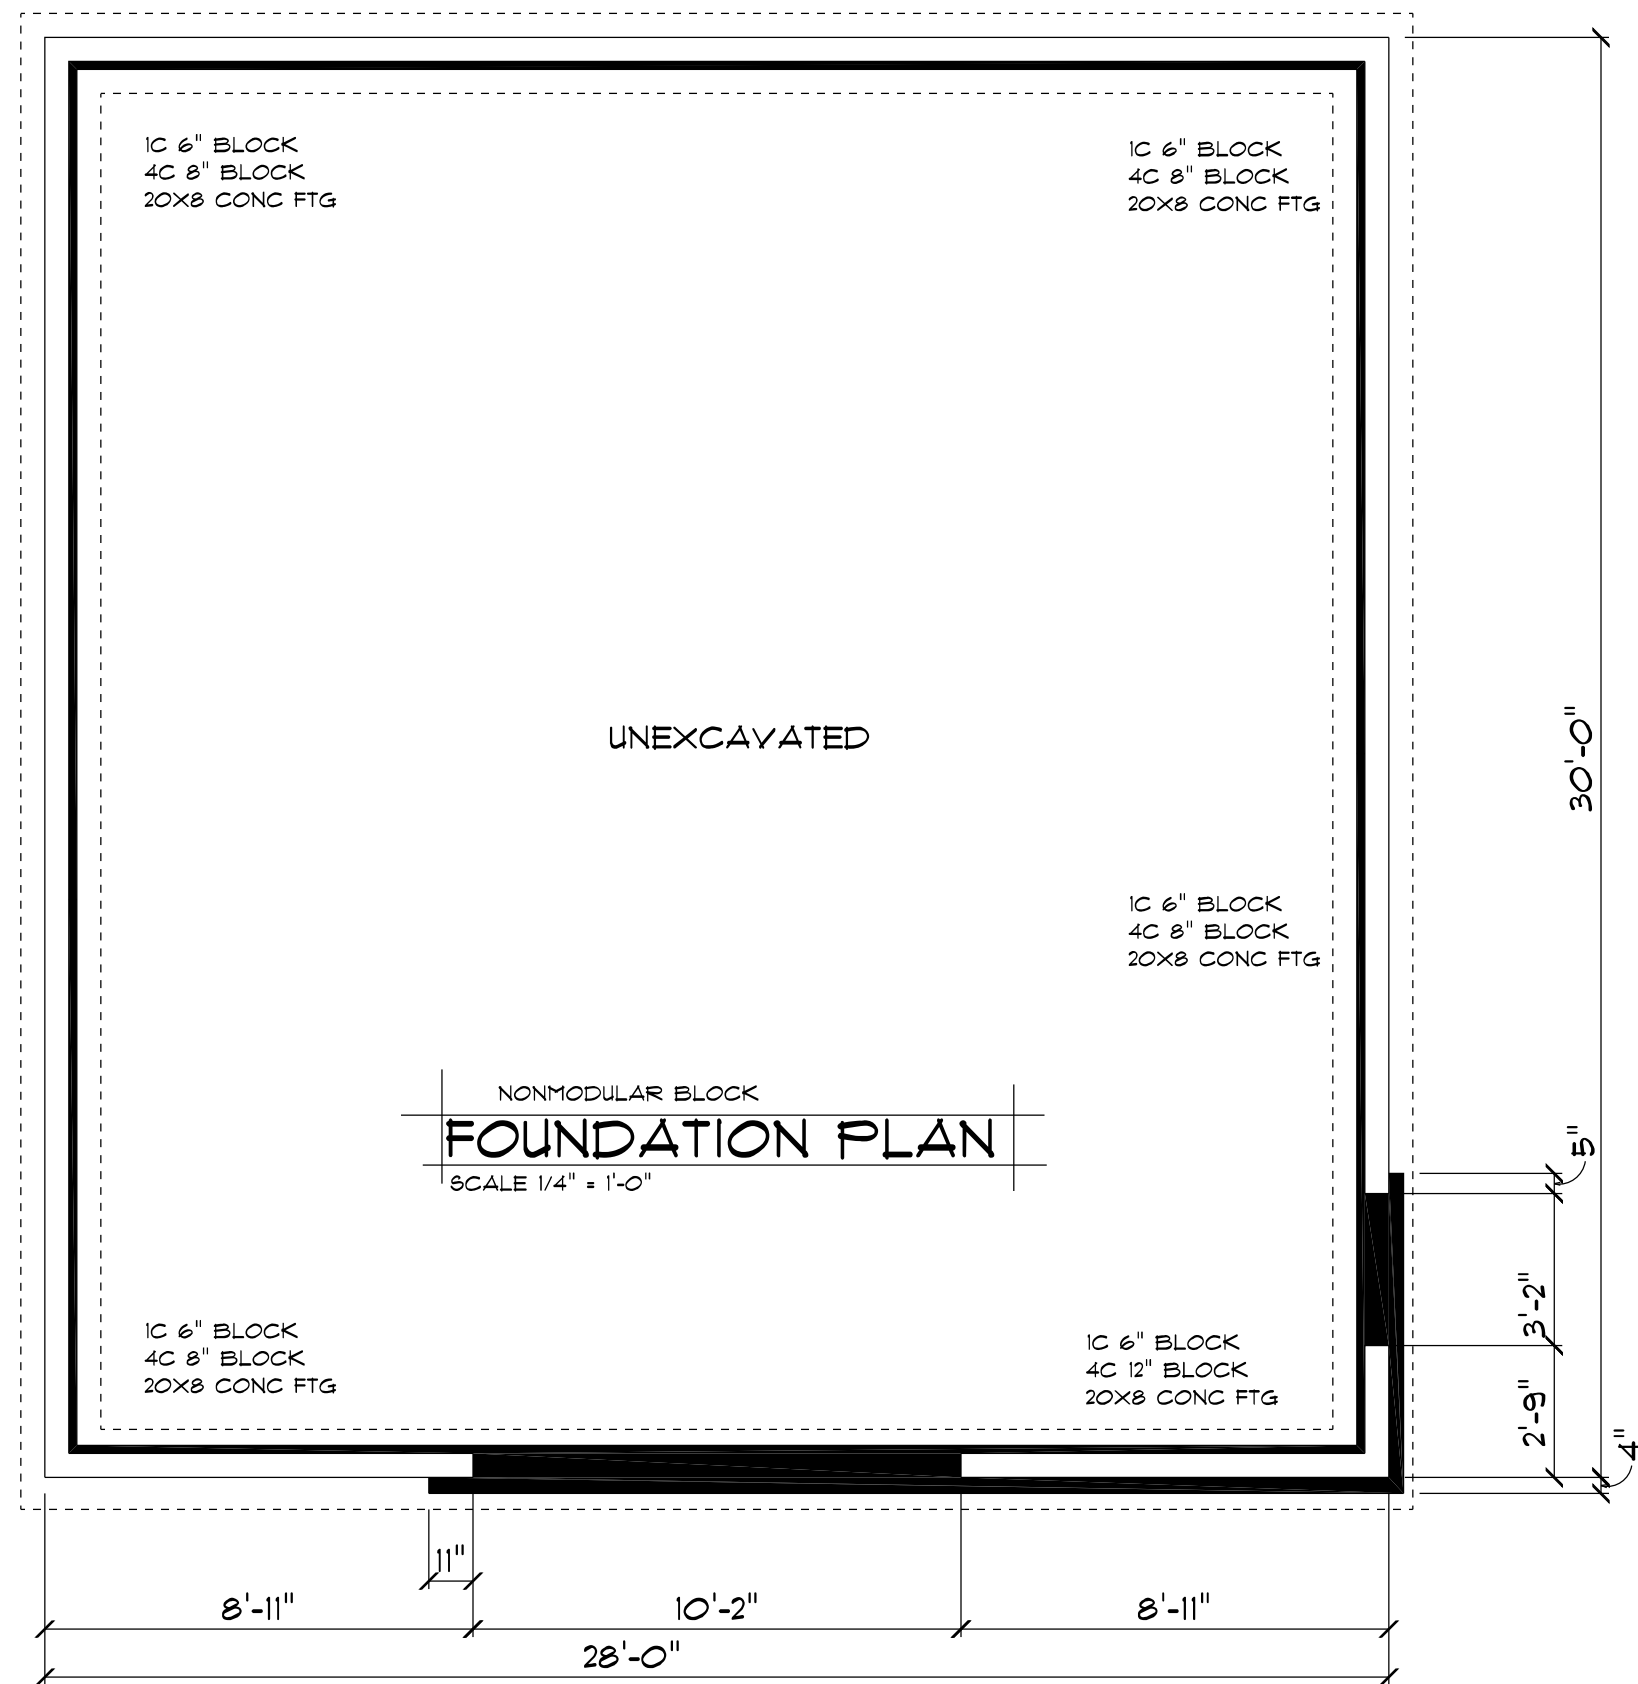 1C 6" BLOCK
4C 8" BLOCK
20X8 CONC FTG
1C 6" BLOCK
4C 8" BLOCK
20X8 CONC FTG
UNEXCAVATED
30'-0"
1C 6" BLOCK
4C 8" BLOCK
20X8 CONC FTG
NONMODULAR BLOCK
FOUNDATION PLAN
SCALE 1/4" = 1'-0"
5"
3'-2"
2'-9"
4"
1C 6" BLOCK
4C 8" BLOCK
20X8 CONC FTG
1C 6" BLOCK
4C 12" BLOCK
20X8 CONC FTG
11"
8'-11"
10'-2"
8'-11"
28'-0"